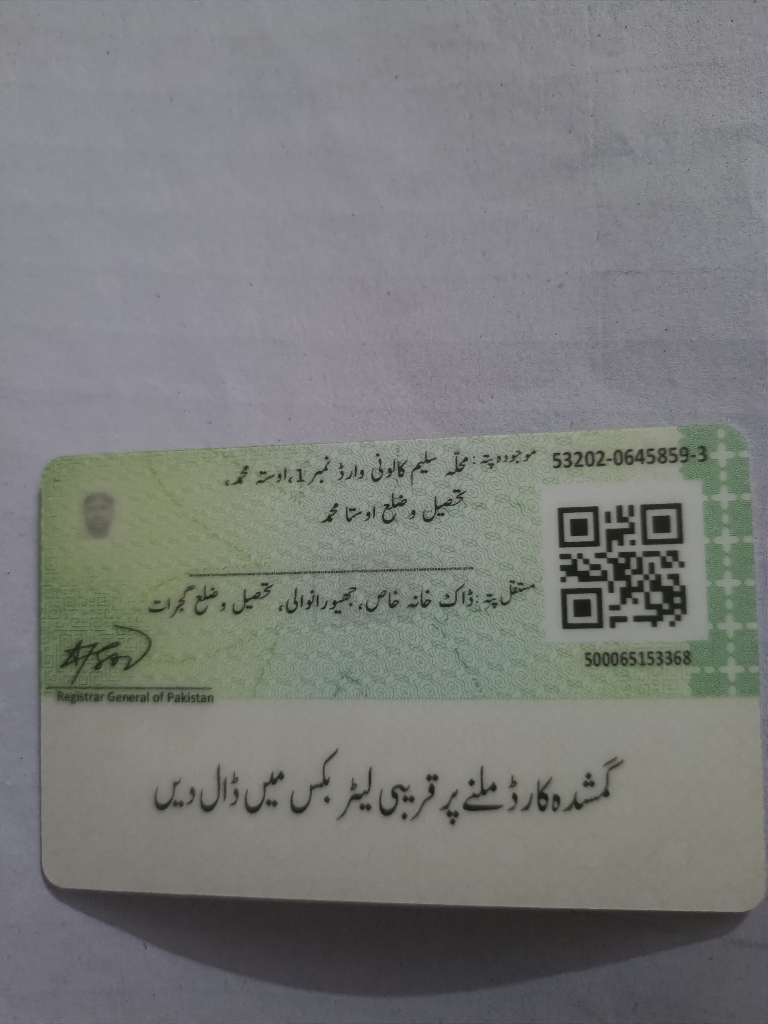 53202-0645859-3
موجودہ پتہ: محلّہ سلیم کالونی وارڈ نمبر 1، اوستہ محمد،
تحصیل و ضلع اوستا محمد
مستقل پتہ: ڈاک خانہ خاص، جھیورانوالی، تحصیل و ضلع گجرات
500065153368
Registrar General of Pakistan
گمشدہ کارڈ ملنے پر قریبی لیٹر بکس میں ڈال دیں